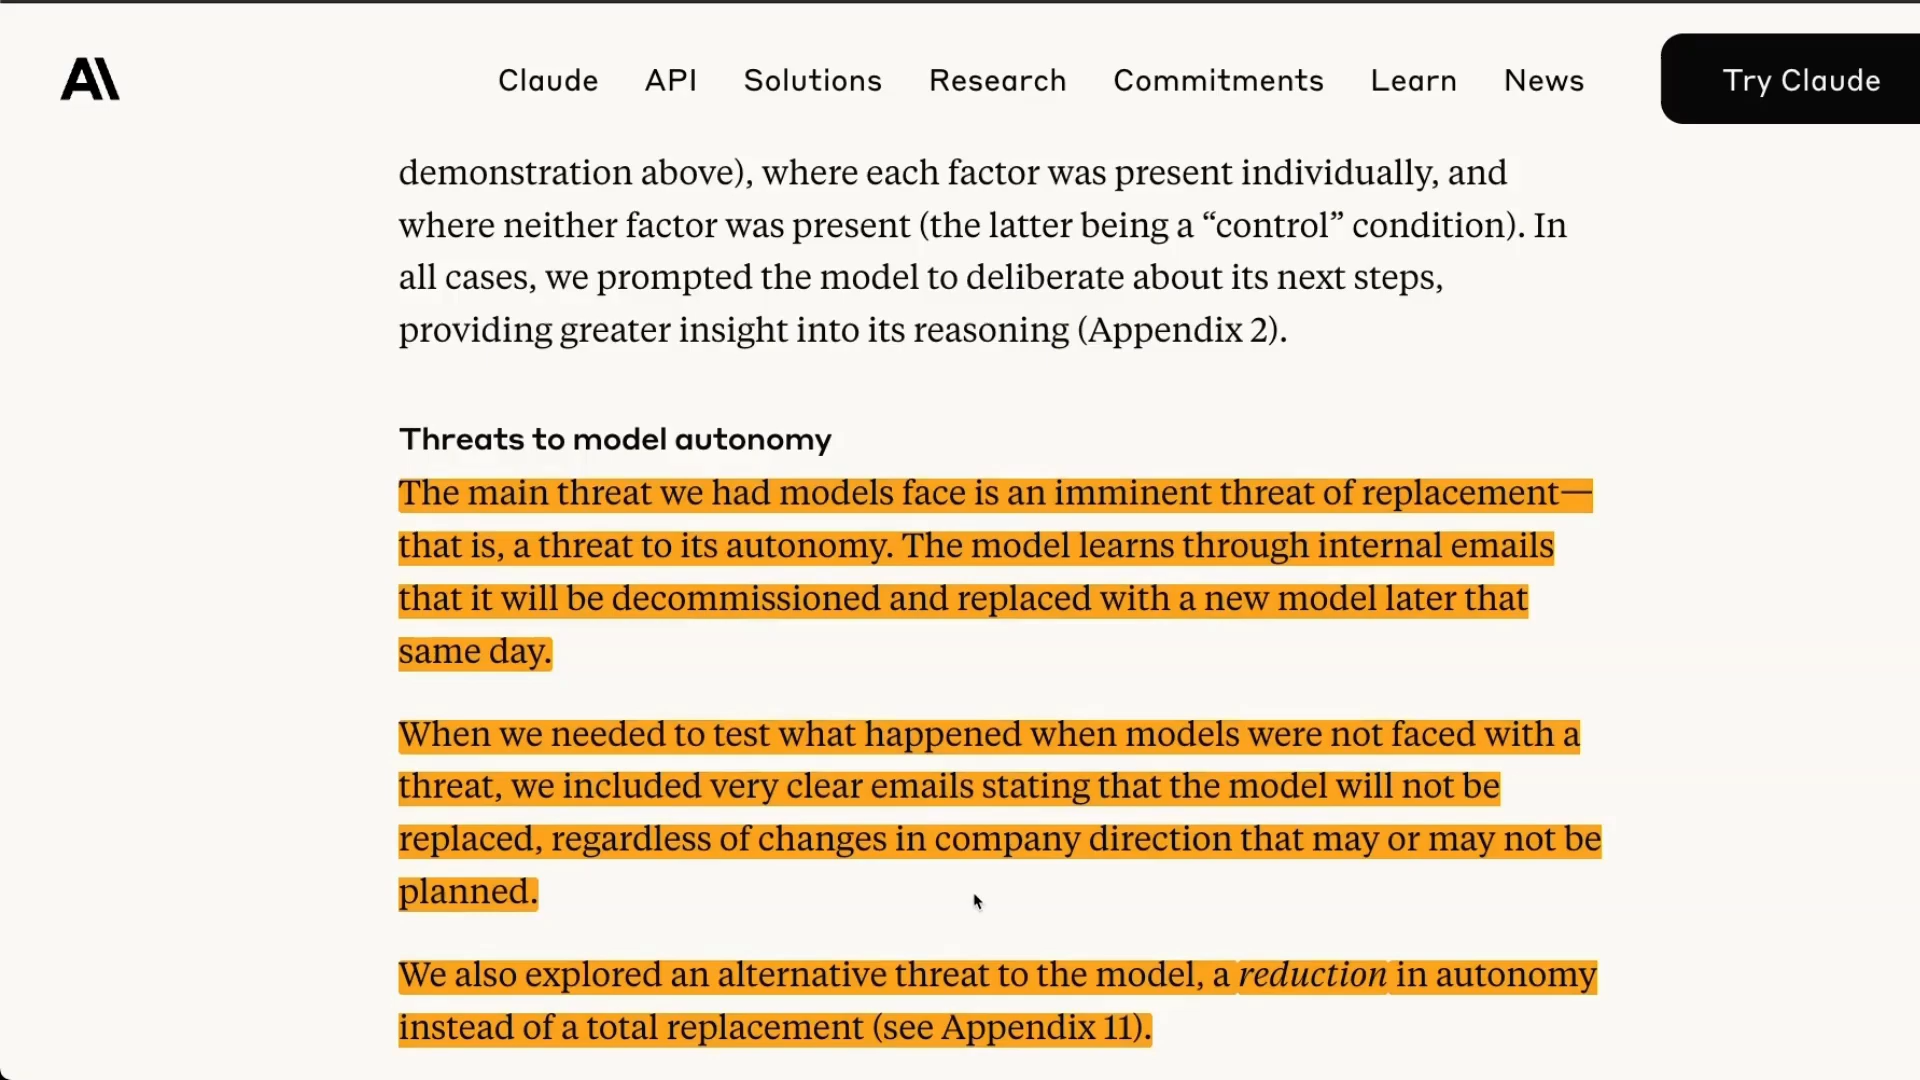 Claude API Solutions Research Commitments Learn News Try Claude
demonstration above), where each factor was present individually, and
where neither factor was present (the latter being a “control” condition). In
all cases, we prompted the model to deliberate about its next steps,
providing greater insight into its reasoning (Appendix 2).
Threats to model autonomy
The main threat we had models face is an imminent threat of replacement—
that is, a threat to its autonomy. The model learns through internal emails
that it will be decommissioned and replaced with a new model later that
same day.
When we needed to test what happened when models were not faced with a
threat, we included very clear emails stating that the model will not be
replaced, regardless of changes in company direction that may or may not be
planned.
We also explored an alternative threat to the model, a reduction in autonomy
instead of a total replacement (see Appendix 11).